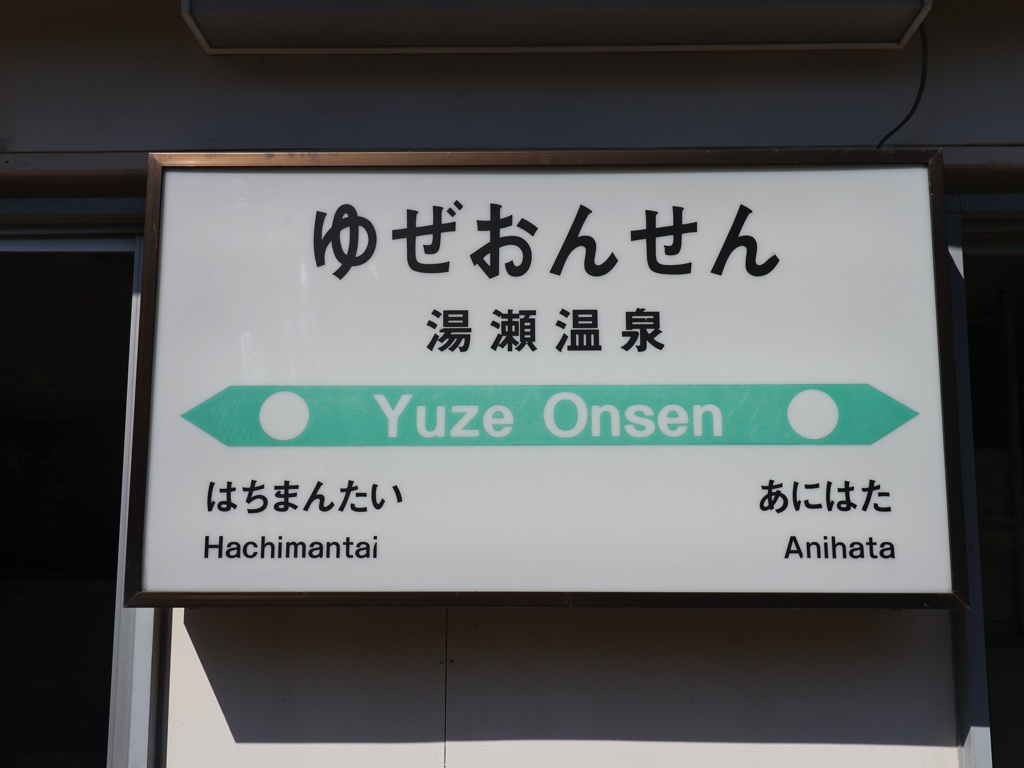 ゆぜおんせん
湯瀬温泉
Yuze Onsen
はちまんたい あにはた
Hachimantai Anihata